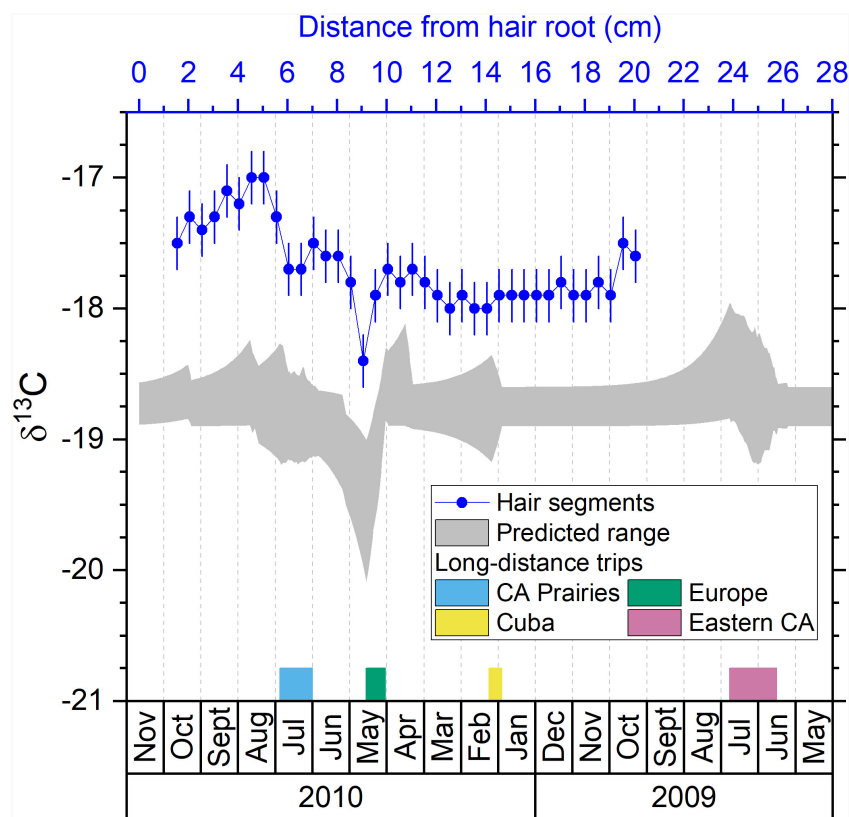 Distance from hair root (cm)
0 2 4 6 8 10 12 14 16 18 20 22 24 26 28
-17
-18
-19
-20
-21
δ¹³C
Hair segments
Predicted range
Long-distance trips
CA Prairies Europe
Cuba Eastern CA
Nov Oct Sept Aug Jul Jun May Apr Mar Feb Jan Dec Nov Oct Sept Aug Jul Jun May
2010 2009